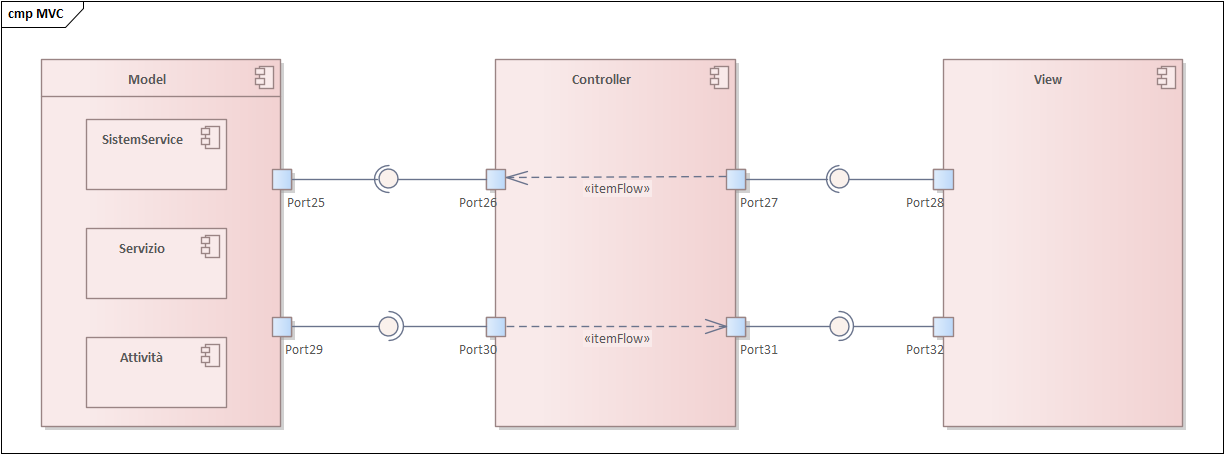 cmp MVC
Model
Controller
View
SistemService
«itemFlow»
Port25
Port26
Port27
Port28
Servizio
«itemFlow»
Port29
Port30
Port31
Port32
Attività